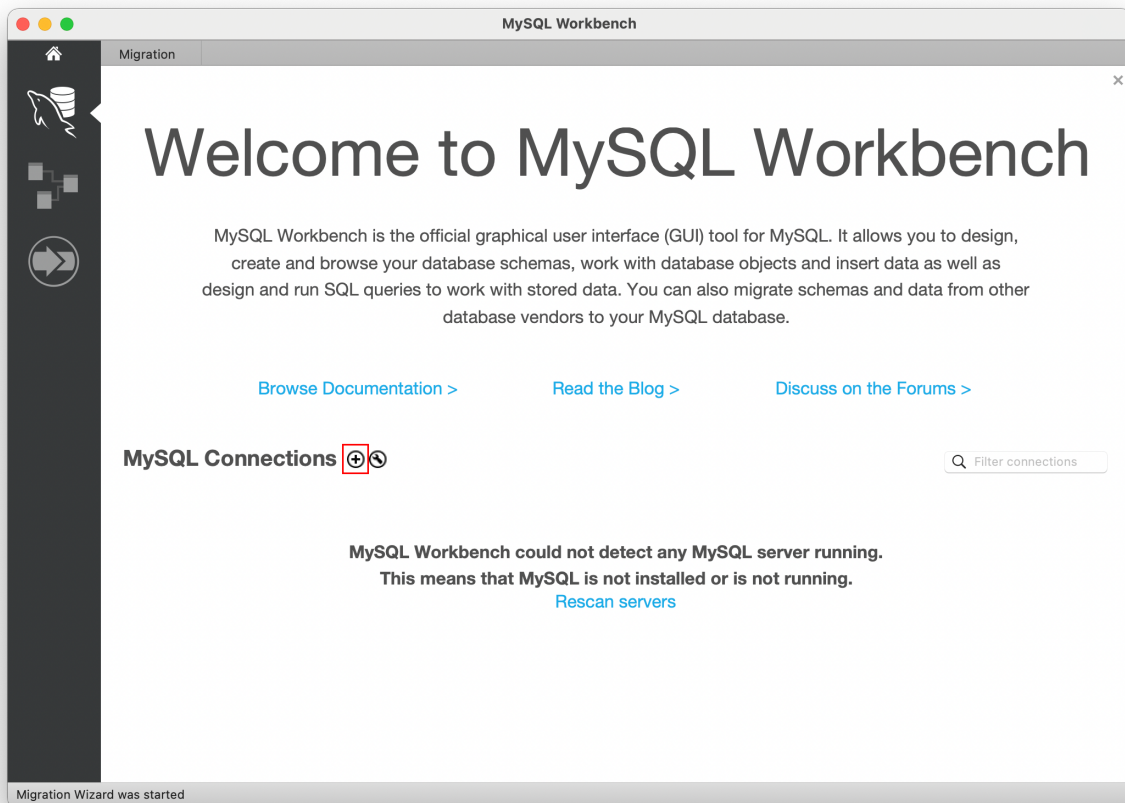 MySQL Workbench
Migration
Welcome to MySQL Workbench
MySQL Workbench is the official graphical user interface (GUI) tool for MySQL. It allows you to design,
create and browse your database schemas, work with database objects and insert data as well as
design and run SQL queries to work with stored data. You can also migrate schemas and data from other
database vendors to your MySQL database.
Browse Documentation >
Read the Blog >
Discuss on the Forums >
MySQL Connections
Filter connections
MySQL Workbench could not detect any MySQL server running.
This means that MySQL is not installed or is not running.
Rescan servers
Migration Wizard was started